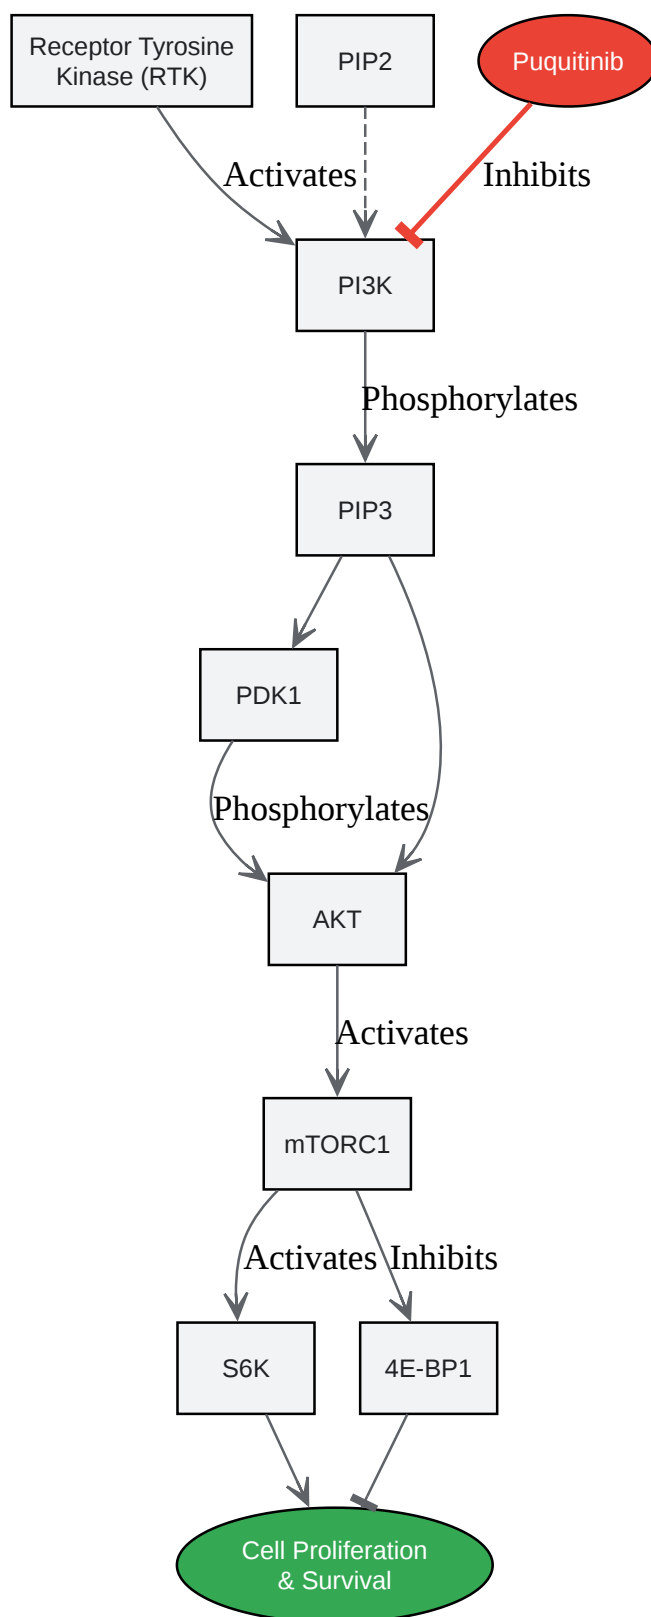 Receptor Tyrosine
Kinase (RTK)
PIP2
Puquitinib
Activates
Inhibits
PI3K
Phosphorylates
PIP3
PDK1
Phosphorylates
AKT
Activates
mTORC1
Activates
Inhibits
S6K
4E-BP1
Cell Proliferation
& Survival